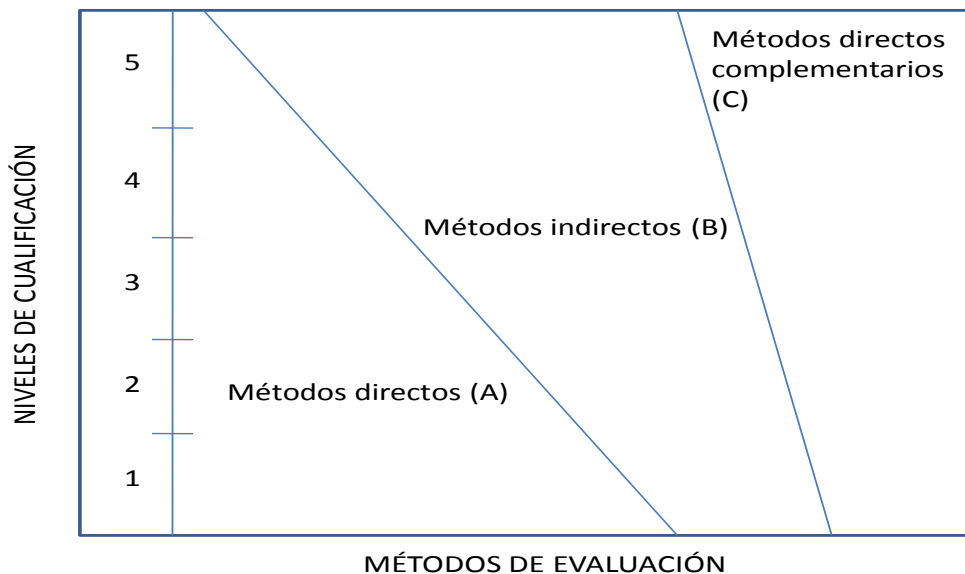 NIVELES DE CUALIFICACIÓN
5
4
3
2
1
Métodos directos
complementarios
(C)
Métodos indirectos (B)
Métodos directos (A)
MÉTODOS DE EVALUACIÓN